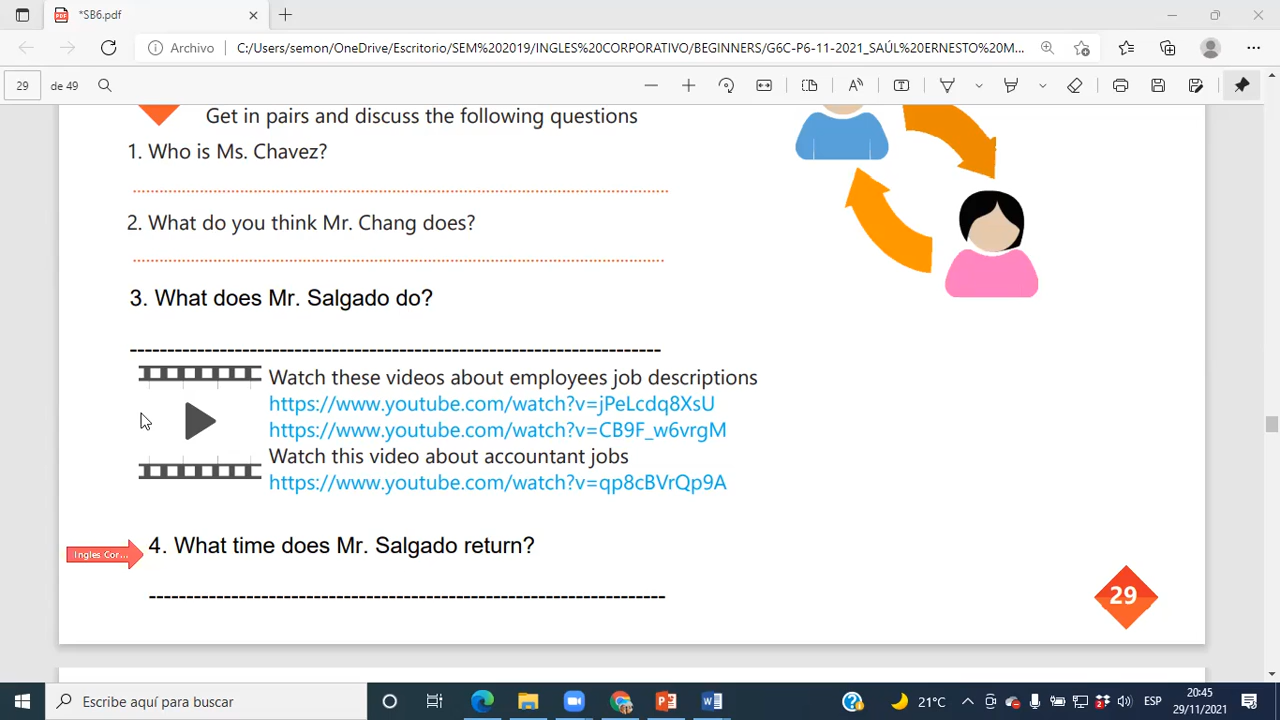 *SB6.pdf
Archivo
C:/Users/semon/OneDrive/Escritorio/SEM%202019/INGLES%20CORPORATIVO/BEGINNERS/G6C-P6-11-2021_SAÚL%20ERNESTO%20M...
29 de 49
Get in pairs and discuss the following questions
1. Who is Ms. Chavez?
2. What do you think Mr. Chang does?
3. What does Mr. Salgado do?
Watch these videos about employees job descriptions
https://www.youtube.com/watch?v=jPeLcdq8XsU
https://www.youtube.com/watch?v=CB9F_w6vrgM
Watch this video about accountant jobs
https://www.youtube.com/watch?v=qp8cBVrQp9A
Ingles Cor...
4. What time does Mr. Salgado return?
29
Escribe aquí para buscar
21°C
ESP
20:45
29/11/2021